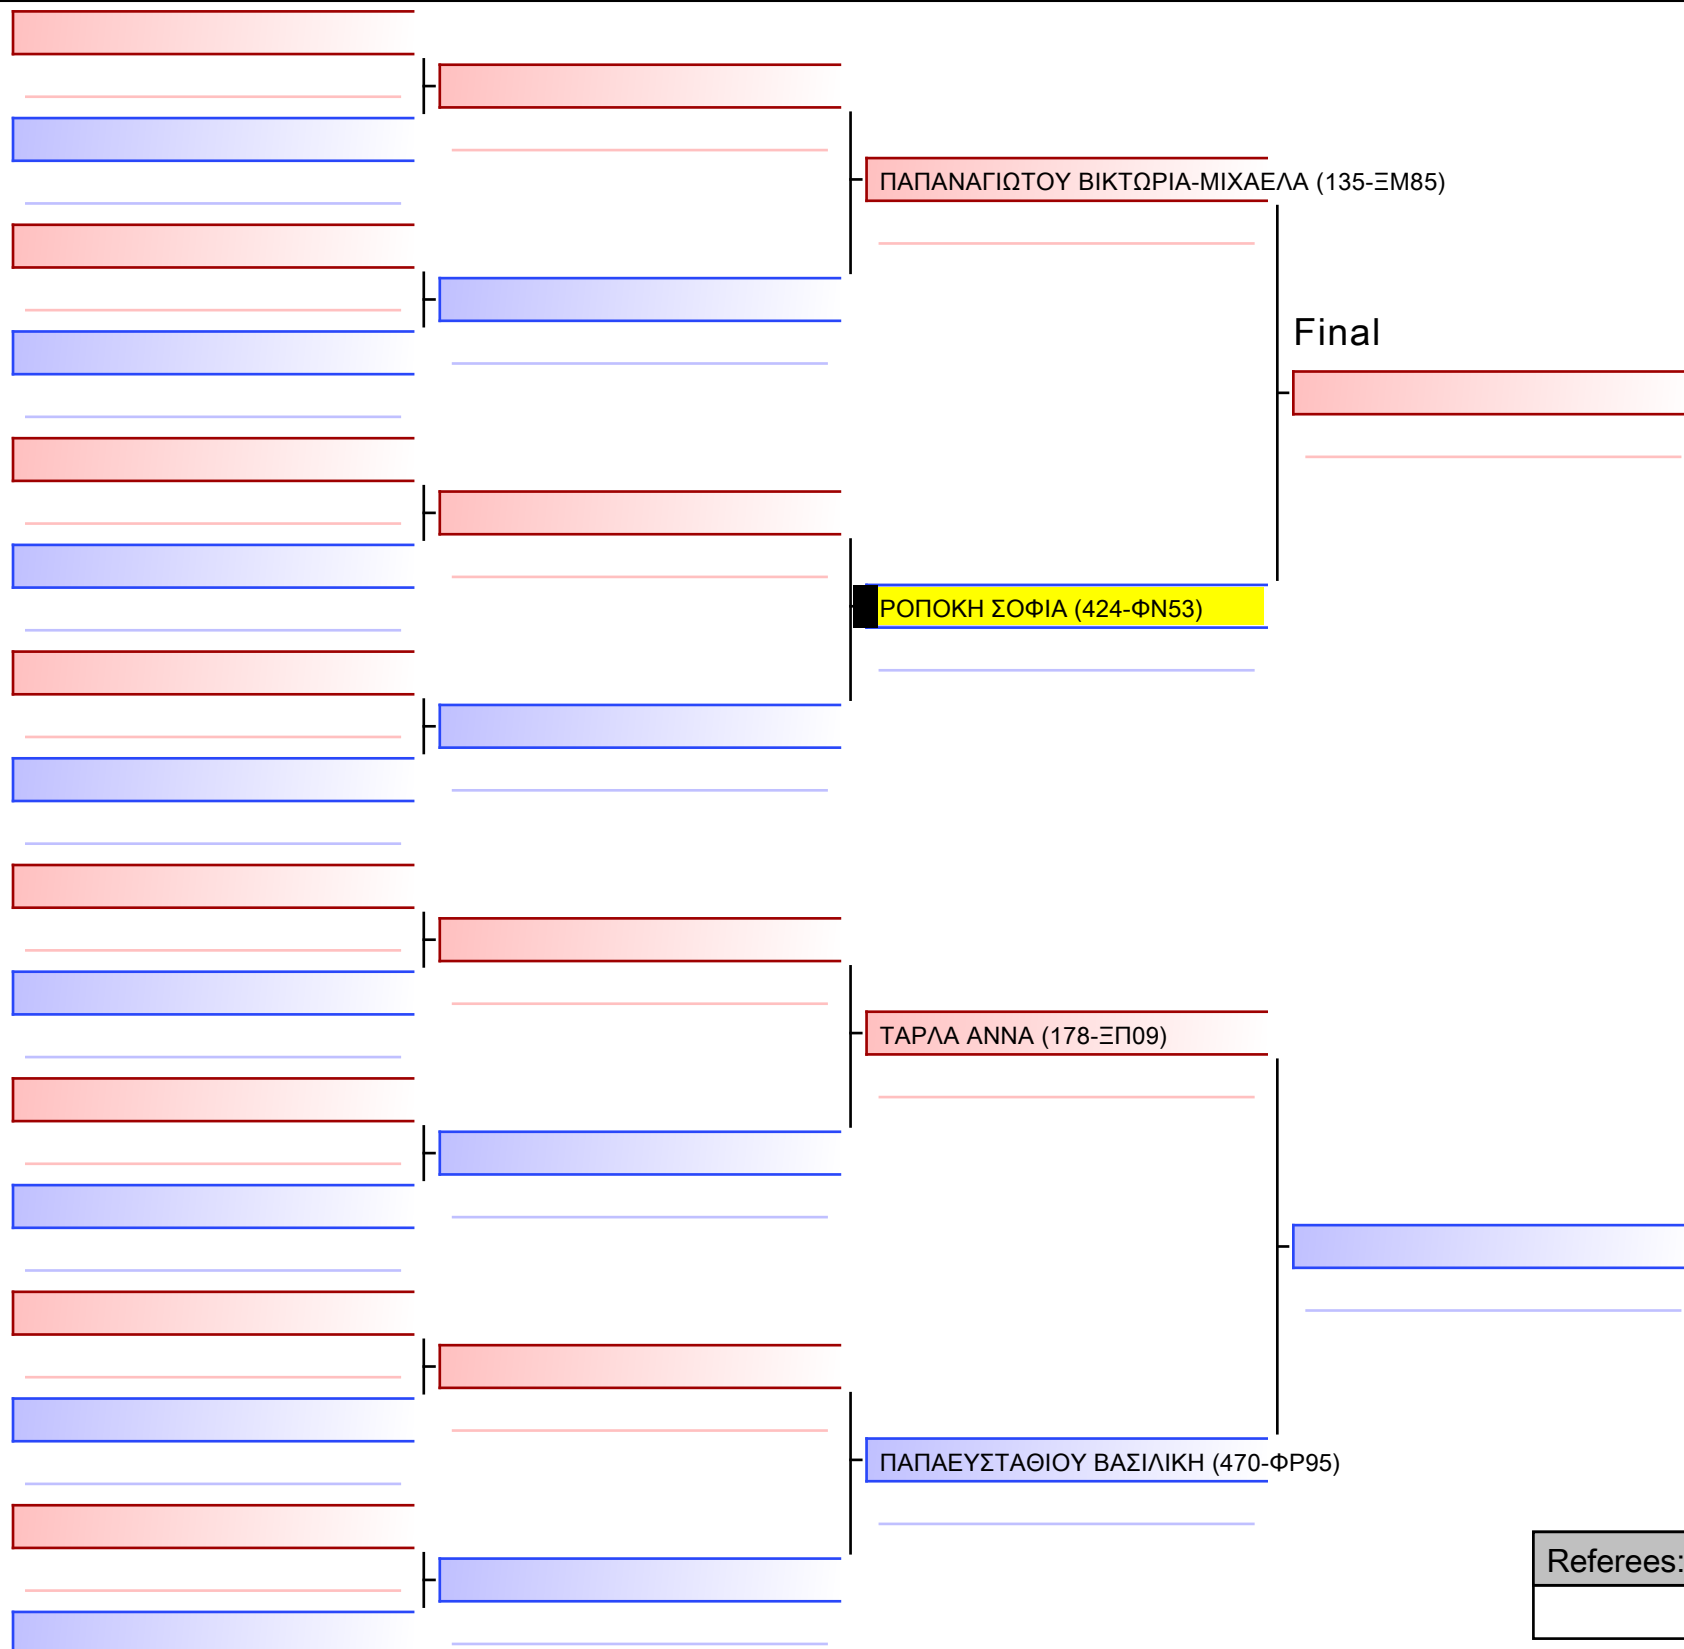 ΠΑΠΑΝΑΓΙΩΤΟΥ ΒΙΚΤΩΡΙΑ-ΜΙΧΑΕΛΑ (135-ΞΜ85)
Final
ΡΟΠΟΚΗ ΣΟΦΙΑ (424-ΦΝ53)
ΤΑΡΛΑ ΑΝΝΑ (178-ΞΠ09)
ΠΑΠΑΕΥΣΤΑΘΙΟΥ ΒΑΣΙΛΙΚΗ (470-ΦΡ95)
Referees: